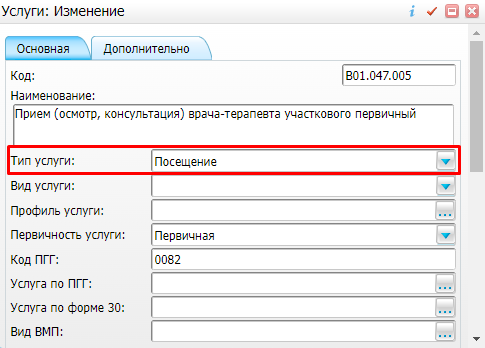 Услуги: Изменение
Основная Дополнительно
Код: B01.047.005
Наименование:
Прием (осмотр, консультация) врача-терапевта участкового первичный
Тип услуги: Посещение
Вид услуги:
Профиль услуги:
Первичность услуги: Первичная
Код ПГГ: 0082
Услуга по ПГГ:
Услуга по форме 30:
Вид ВМП: